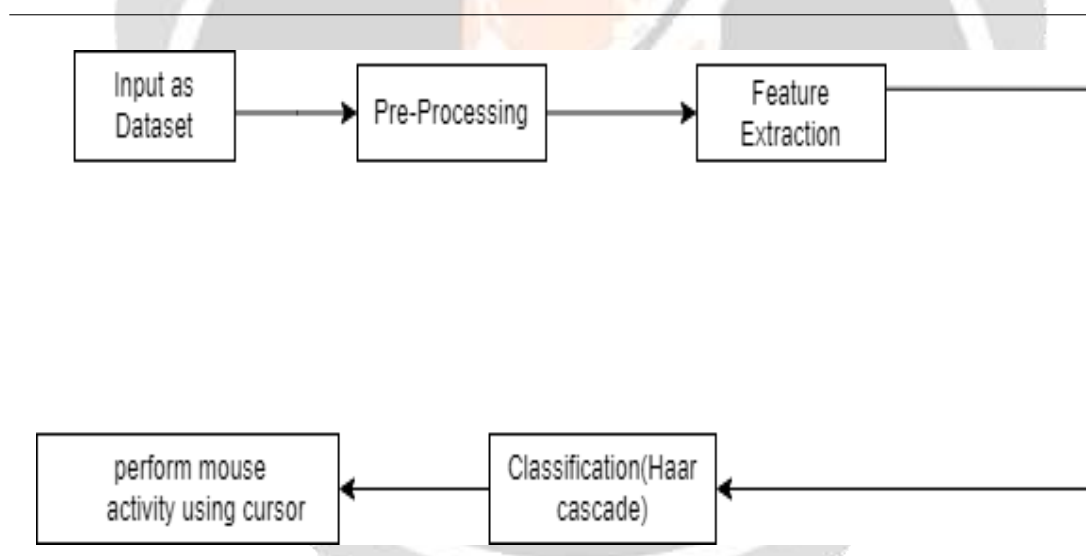 Input as
Dataset
Pre-Processing
Feature
Extraction
Classification(Haar
cascade)
perform mouse
activity using cursor